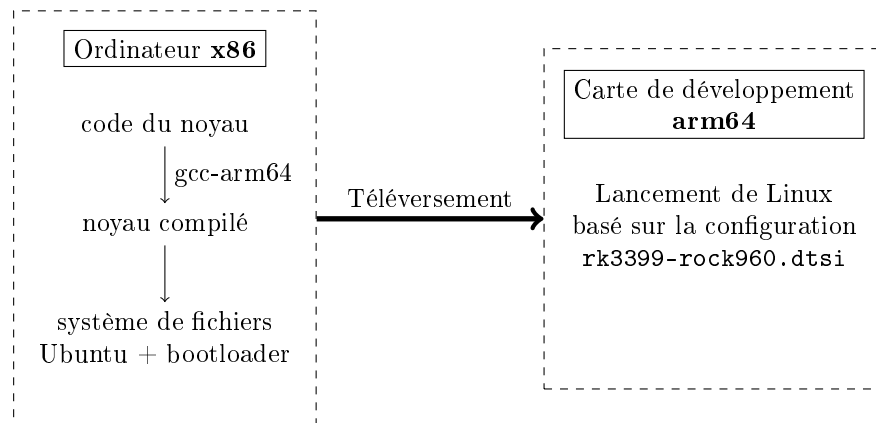 Ordinateur x86
code du noyau
gcc-arm64
noyau compilé
système de fichiers
Ubuntu + bootloader
Téléversement
Carte de développement
arm64
Lancement de Linux
basé sur la configuration
rk3399-rock960.dtsi